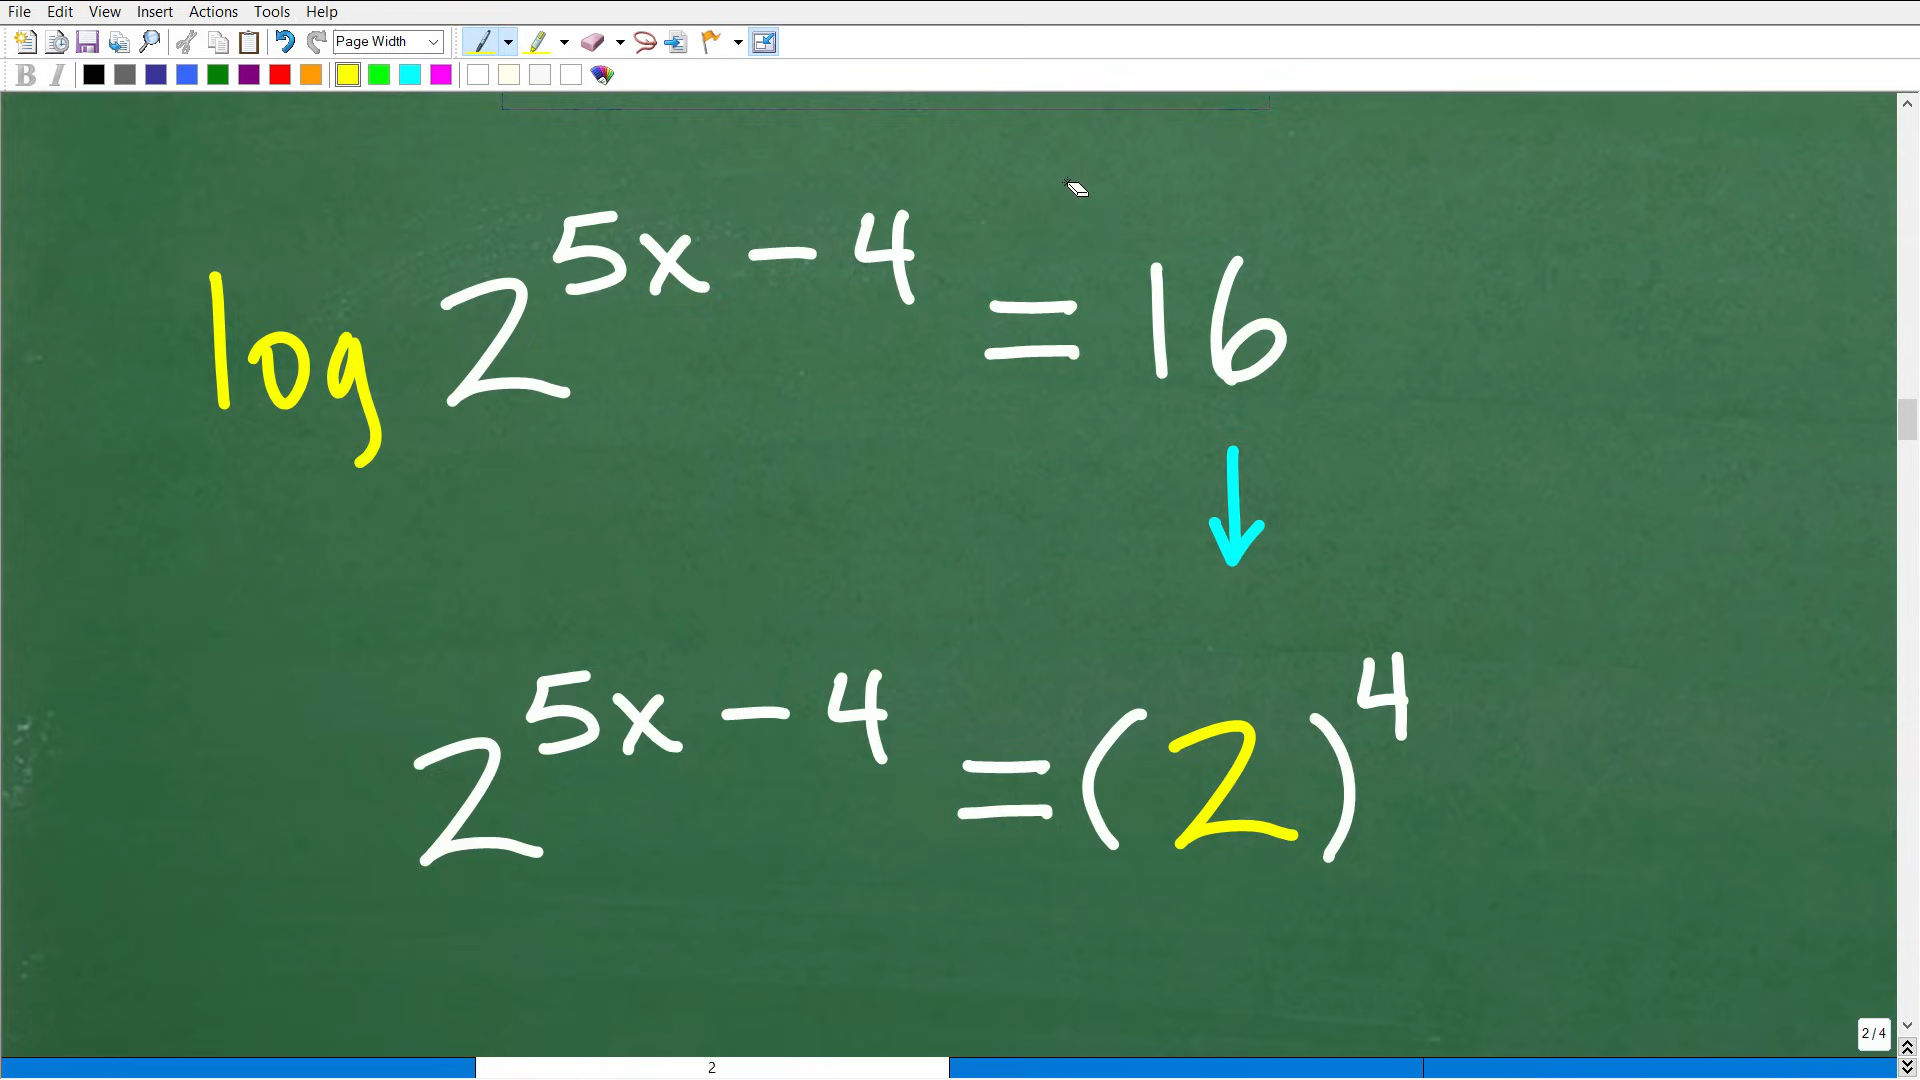 File Edit View Insert Actions Tools Help
Page Width
B I
log 2^5x - 4 = 16
2^5x - 4 = (2)^4
2 / 4
2